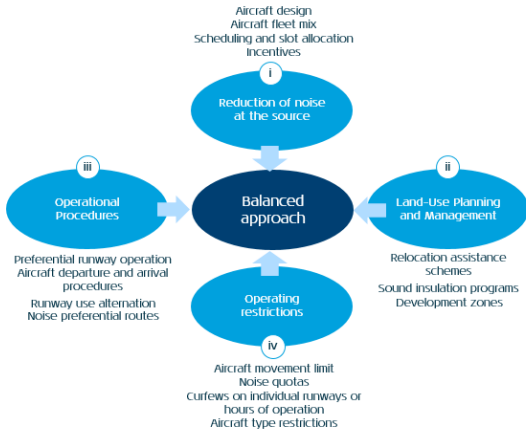 Aircraft design
Aircraft fleet mix
Scheduling and slot allocation
Incentives
i
Reduction of noise
at the source
iii
Operational
Procedures
Balanced
approach
ii
Land-Use Planning
and Management
Preferential runway operation
Aircraft departure and arrival
procedures
Runway use alternation
Noise preferential routes
Relocation assistance
schemes
Sound insulation programs
Development zones
Operating
restrictions
iv
Aircraft movement limit
Noise quotas
Curfews on individual runways or
hours of operation
Aircraft type restrictions